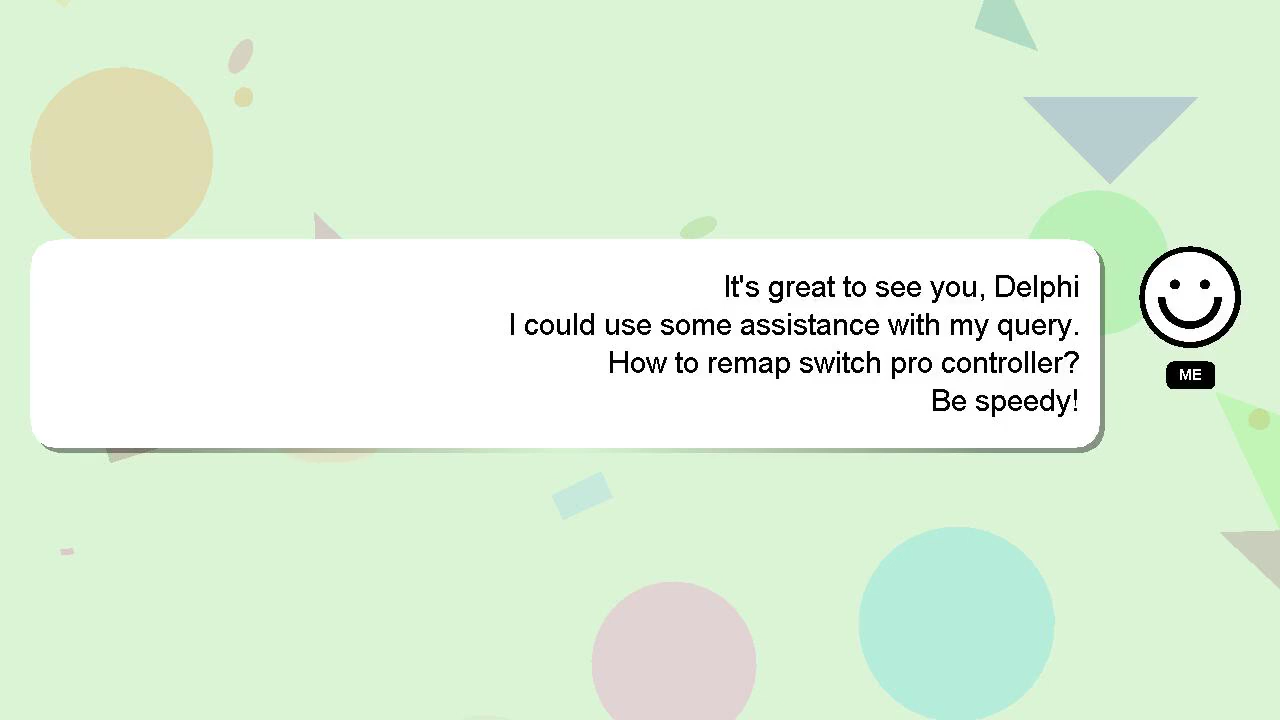 It's great to see you, Delphi
I could use some assistance with my query.
How to remap switch pro controller?
Be speedy!
ME